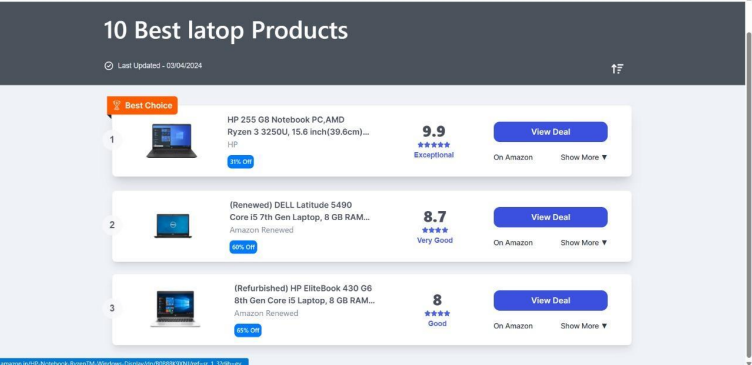 10 Best latop Products
Last Updated - 03/04/2024
Best Choice
1
HP 255 G8 Notebook PC,AMD
Ryzen 3 3250U, 15.6 inch(39.6cm)...
HP
31% Off
9.9
Exceptional
View Deal
On Amazon
Show More ▼
2
(Renewed) DELL Latitude 5490
Core i5 7th Gen Laptop, 8 GB RAM...
Amazon Renewed
60% Off
8.7
Very Good
View Deal
On Amazon
Show More ▼
3
(Refurbished) HP EliteBook 430 G6
8th Gen Core i5 Laptop, 8 GB RAM...
Amazon Renewed
65% Off
8
Good
View Deal
On Amazon
Show More ▼